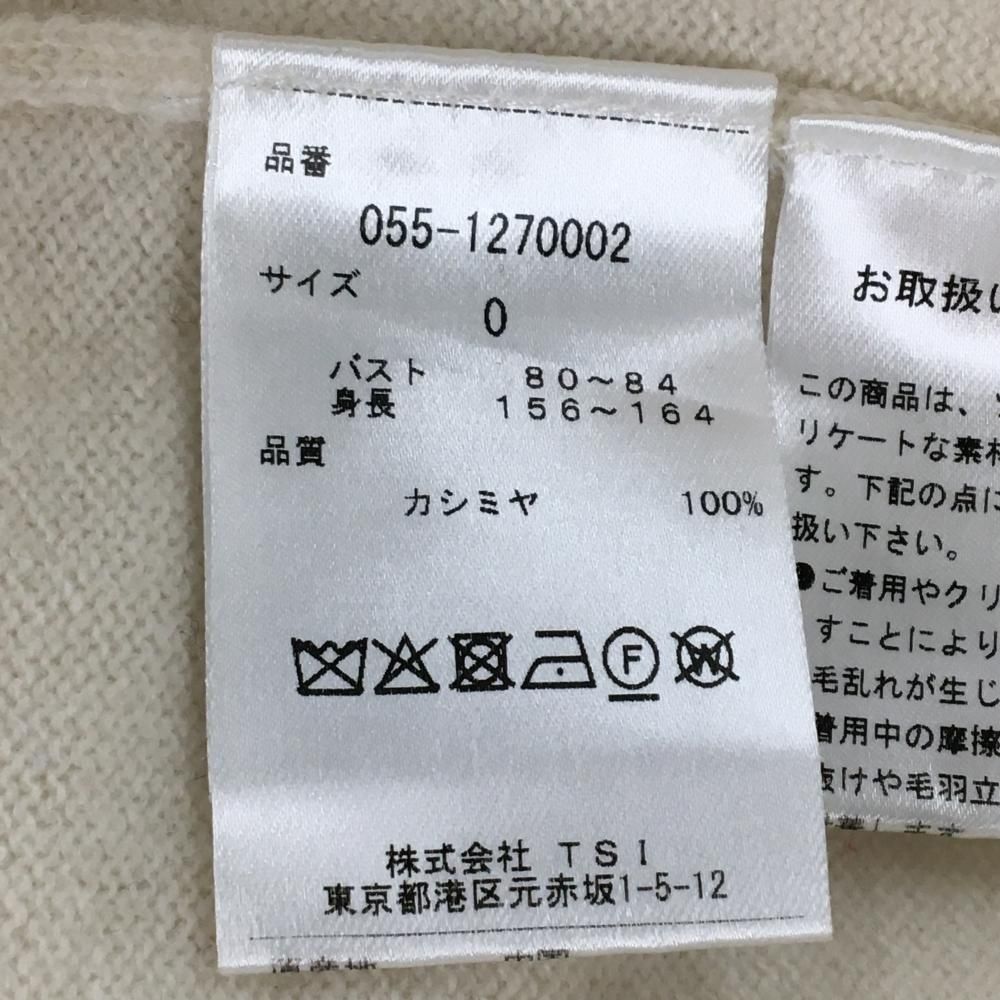 品番
055-1270002
サイズ
0
バスト 80～84
身長 156～164
品質
カシミヤ 100%
F
W
株式会社 TSI
東京都港区元赤坂1-5-12
お取扱い
この商品は、
リケートな素材
す。下記の点に
扱い下さい。
●ご着用やクリ
すことにより
毛乱れが生じ
着用中の摩擦
抜けや毛羽立